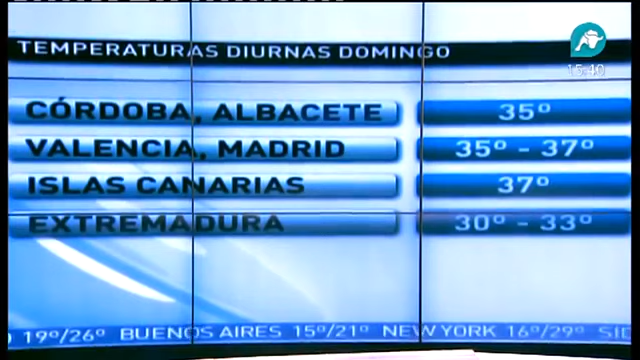 TEMPERATURAS DIURNAS DOMINGO
15:40
CÓRDOBA, ALBACETE 35º
VALENCIA, MADRID 35º - 37º
ISLAS CANARIAS 37º
EXTREMADURA 30º - 33º
19º/26º BUENOS AIRES 15º/21º NEW YORK 16º/29º